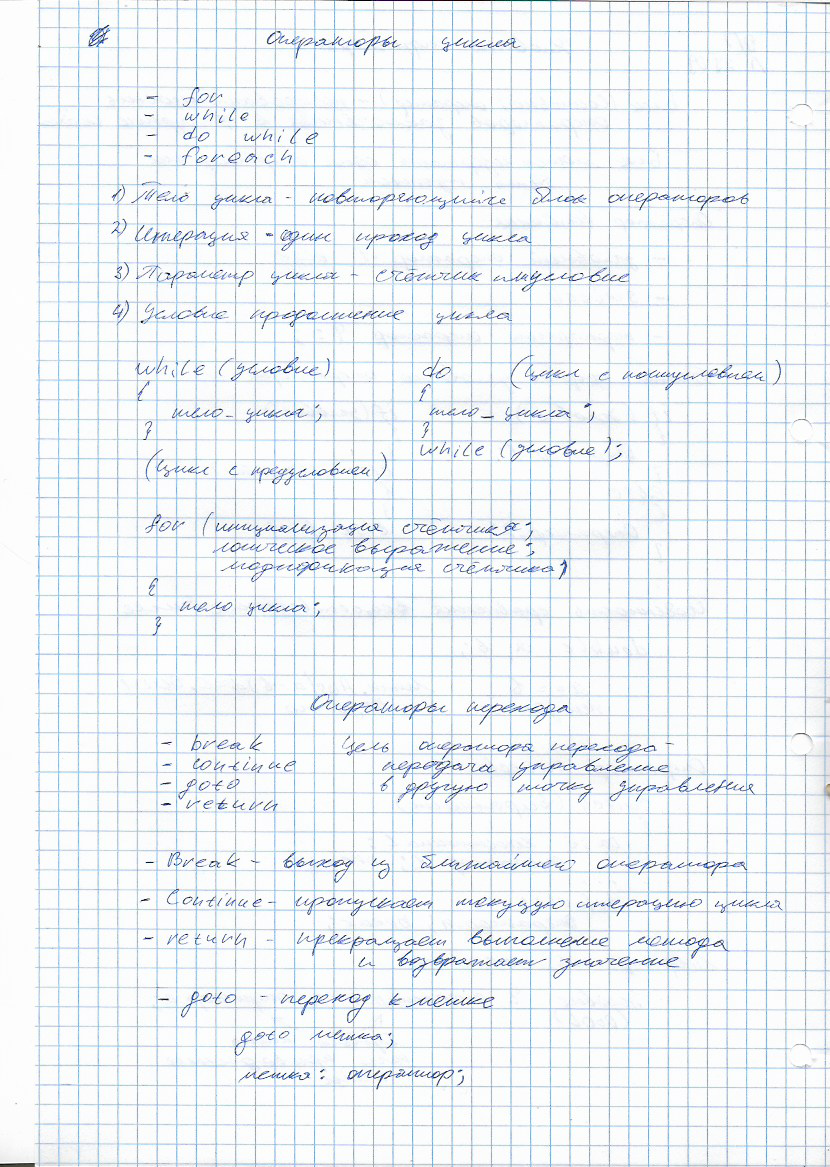 Операторы цикла
- for
- while
- do while
- foreach
1) Тело цикла - повторяющийся блок операторов
2) Итерация - один проход цикла
3) Параметр цикла - счётчик условие
4) Условие продолжение цикла
while (условие)
{
тело_цикла;
}
(цикл с предусловием)
do (цикл с постусловием)
{
тело_цикла;
}
while (условие);
for (инициализация счётчика;
логическое выражение;
модификация счётчика)
{
тело цикла;
}
Операторы перехода
- break
- continue
- goto
- return
Цель оператора перехода -
передача управление
в другую точку управления
- Break - выход из ближайшего оператора
- Continue - пропускает текущую итерацию цикла
- return - прекращает выполнение метода
и возвращает значение
- goto - переход к метке
goto метка;
метка: оператор;